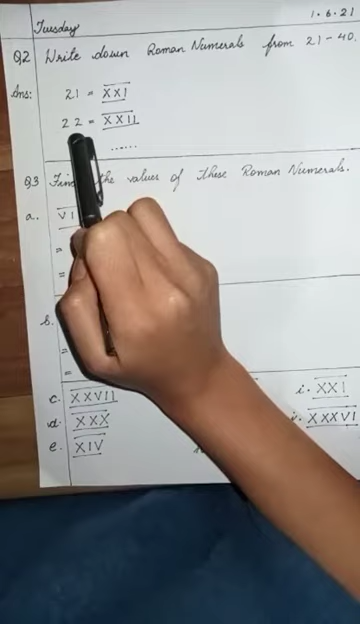 Tuesday 1.6.21
Q2 Write down Roman Numerals from 21-40.
Ans: 21 = XXI
22 = XXII
......
Q3 the values of these Roman Numerals.
a. VI
=
=
b.
=
=
c. XXVII i. XXI
d. XXX XXXVI
e. XIV